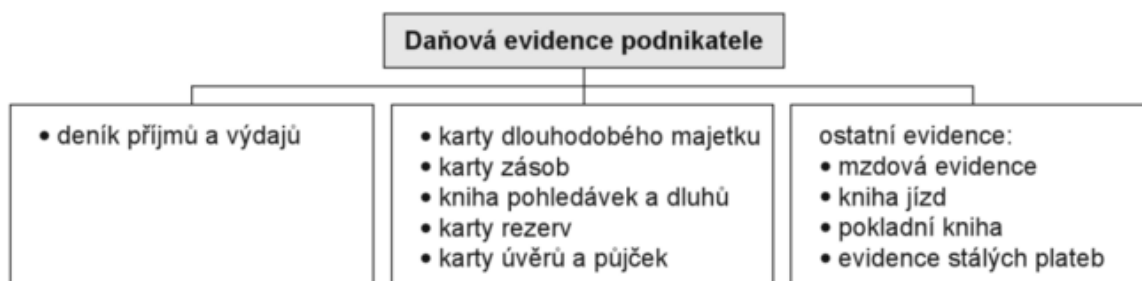 Daňová evidence podnikatele
• deník příjmů a výdajů
• karty dlouhodobého majetku
• karty zásob
• kniha pohledávek a dluhů
• karty rezerv
• karty úvěrů a půjček
ostatní evidence:
• mzdová evidence
• kniha jízd
• pokladní kniha
• evidence stálých plateb